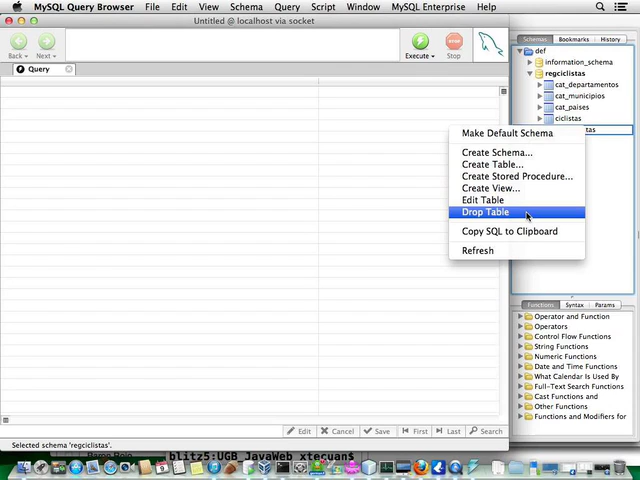 MySQL Query Browser File Edit View Schema Query Script Window MySQL Enterprise Help
Untitled @ localhost via socket
Back Next Execute Stop
Schemas Bookmarks History
Query
def
information_schema
regciclistas
cat_departamentos
cat_municipios
cat_paises
ciclistas
Make Default Schema
Create Schema...
Create Table...
Create Stored Procedure...
Create View...
Edit Table
Drop Table
Copy SQL to Clipboard
Refresh
Functions Syntax Params
Operator and Function
Operators
Control Flow Functions
String Functions
Numeric Functions
Date and Time Functions
What Calendar Is Used By
Full-Text Search Functions
Cast Functions and
Other Functions
Functions and Modifiers for
Edit Cancel Save First Last Search
Selected schema 'regciclistas'.
blitz5:UGB_JavaWeb xtecuan$